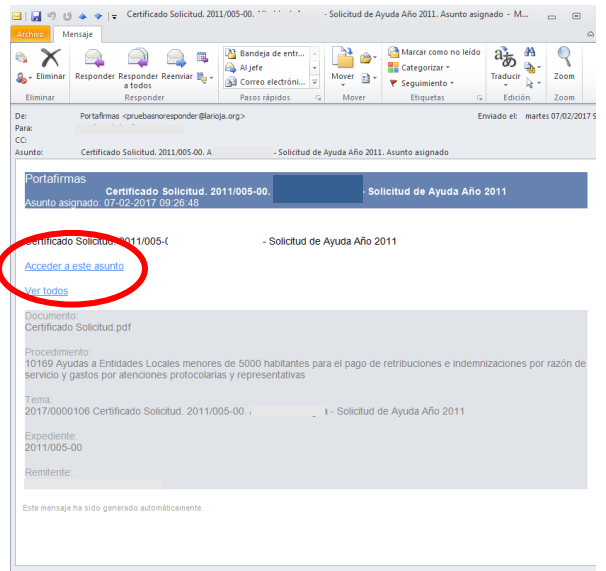 Certificado Solicitud. 2011/005-00. - Solicitud de Ayuda Año 2011. Asunto asignado - M...
Archivo Mensaje
Eliminar
Responder Responder a todos Reenviar
Bandeja de entr...
Al jefe
Correo electróni...
Mover
Marcar como no leído
Categorizar
Seguimiento
Traducir
Zoom
Eliminar Responder Pasos rápidos Mover Etiquetas Edición Zoom
De: Portafirmas <pruebasnoresponder@larioja.org> Enviado el: martes 07/02/2017 9
Para:
CC:
Asunto: Certificado Solicitud. 2011/005-00. A - Solicitud de Ayuda Año 2011. Asunto asignado
Portafirmas
Certificado Solicitud. 2011/005-00. - Solicitud de Ayuda Año 2011
Asunto asignado: 07-02-2017 09:26:48
Certificado Solicitud. 2011/005-0 - Solicitud de Ayuda Año 2011
Acceder a este asunto
Ver todos
Documento:
Certificado Solicitud.pdf
Procedimiento:
10169 Ayudas a Entidades Locales menores de 5000 habitantes para el pago de retribuciones e indemnizaciones por razón de
servicio y gastos por atenciones protocolarias y representativas
Tema:
2017/0000106 Certificado Solicitud. 2011/005-00. - Solicitud de Ayuda Año 2011
Expediente:
2011/005-00
Remitente:
Este mensaje ha sido generado automáticamente.